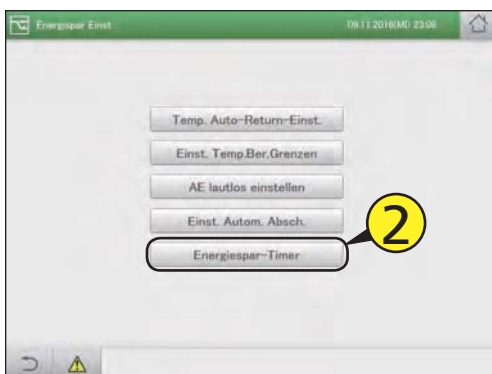 Energiespar Einst
09.11.2016(Mi) 23:06
Temp. Auto-Return-Einst.
Einst. Temp.Ber.Grenzen
AE lautlos einstellen
Einst. Autom. Absch.
Energiespar-Timer
2